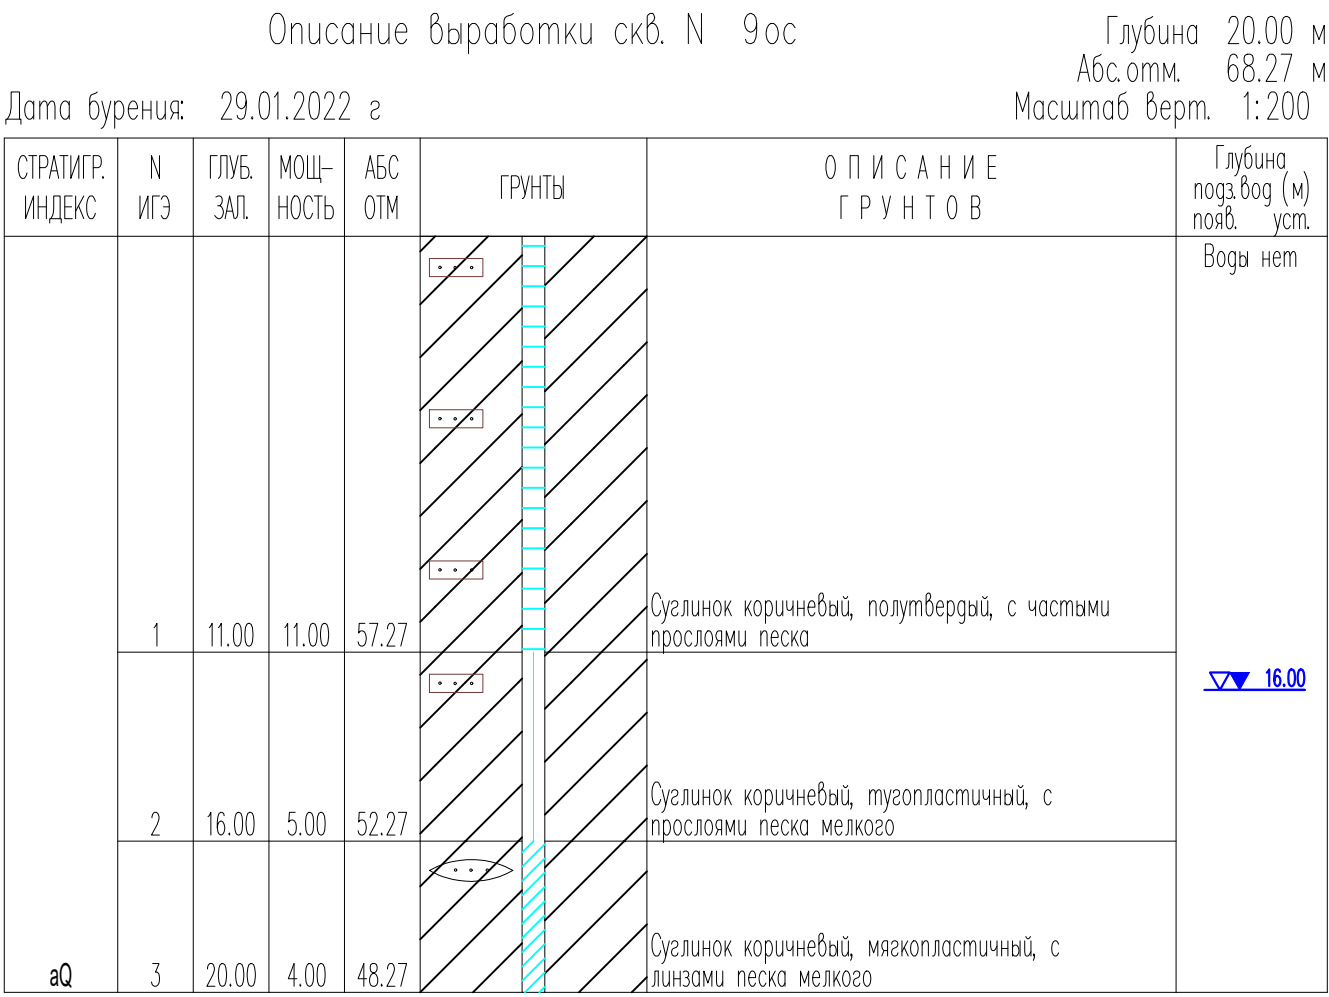 Описание выработки скв. N 9ос
Глубина 20.00 м
Абс.отм. 68.27 м
Дата бурения: 29.01.2022 г
Масштаб верт. 1:200
СТРАТИГР. ИНДЕКС
N ИГЭ
ГЛУБ. ЗАЛ.
МОЩ–НОСТЬ
АБС ОТМ
ГРУНТЫ
ОПИСАНИЕ
ГРУНТОВ
Глубина
подз.вод (м)
появ. уст.
Воды нет
Суглинок коричневый, полутвердый, с частыми
1 11.00 11.00 57.27 прослоями песка
16.00
Суглинок коричневый, тугопластичный, с
2 16.00 5.00 52.27 прослоями песка мелкого
Суглинок коричневый, мягкопластичный, с
aQ 3 20.00 4.00 48.27 линзами песка мелкого